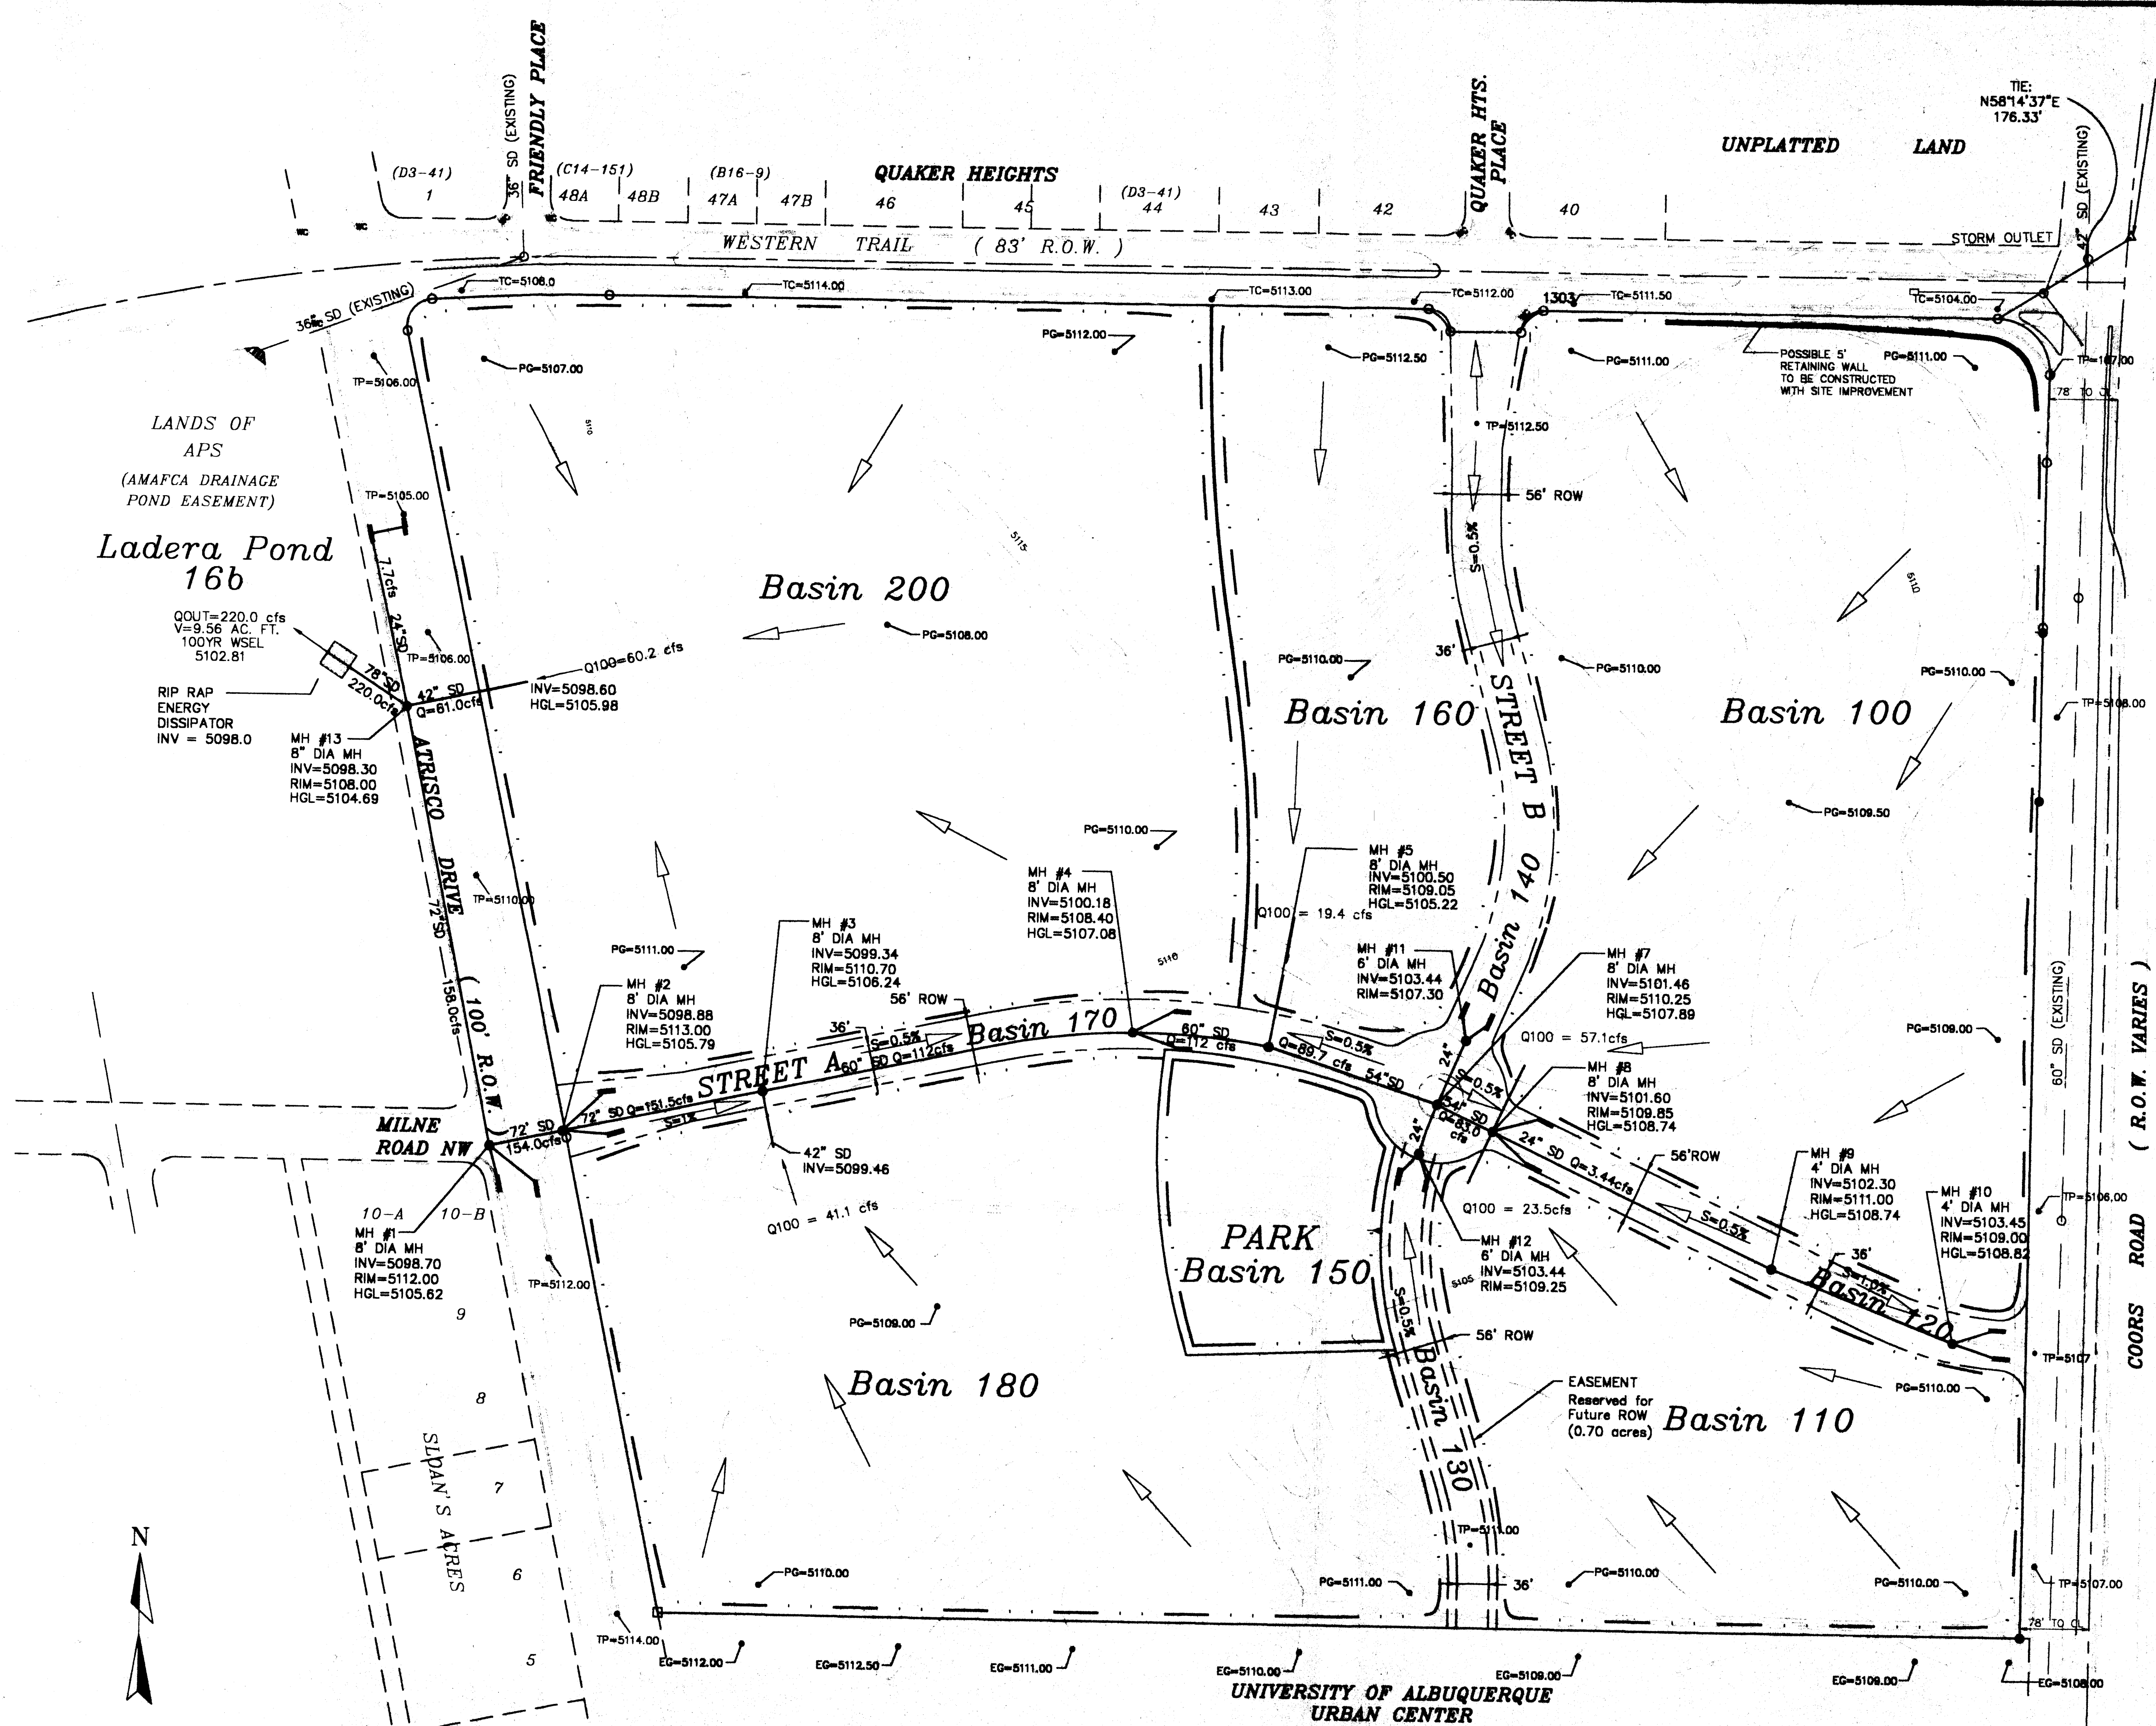 36" SD (EXISTING)
FRIENDLY PLACE
(D3-41)
1
(C14-151)
48A
48B
(B16-9)
47A
47B
QUAKER HEIGHTS
46
45
(D3-41)
44
43
42
QUAKER HTS.
PLACE
40
UNPLATTED LAND
TIE:
N58°14'37"E
176.33'
42" SD (EXISTING)
STORM OUTLET
WESTERN TRAIL ( 83' R.O.W. )
WC
WC
36" SD (EXISTING)
TC=5108.0
TC=5114.00
TC=5113.00
TC=5112.00
1303
TC=5111.50
TC=5104.00
TP=5106.00
PG=5107.00
PG=5112.00
PG=5112.50
PG=5111.00
POSSIBLE 5'
RETAINING WALL
TO BE CONSTRUCTED
WITH SITE IMPROVEMENT
PG=5111.00
78' TO CL
LANDS OF
APS
(AMAFCA DRAINAGE
POND EASEMENT)
5110
TP=5112.50
TP=5105.00
56' ROW
S=0.5%
Ladera Pond
16b
5115
Basin 200
5110
7.7cfs 24"SD
QOUT=220.0 cfs
V=9.56 AC. FT.
100YR WSEL
5102.81
PG=5108.00
TP=5106.00
Q100=60.2 cfs
36'
PG=5110.00
PG=5110.00
PG=5110.00
78"SD
220.0cfs
42" SD
Q=61.0cfs
INV=5098.60
HGL=5105.98
RIP RAP
ENERGY
DISSIPATOR
INV = 5098.0
Basin 160
STREET B
Basin 100
TP=5108.00
MH #13
8" DIA MH
INV=5098.30
RIM=5108.00
HGL=5104.69
ATRISCO DRIVE ( 100' R.O.W. )
72"SD
158.0cfs
PG=5109.50
PG=5110.00
TP=5110.00
MH #4
8' DIA MH
INV=5100.18
RIM=5108.40
HGL=5107.08
MH #5
8' DIA MH
INV=5100.50
RIM=5109.05
HGL=5105.22
Basin 140
Q100 = 19.4 cfs
MH #3
8' DIA MH
INV=5099.34
RIM=5110.70
HGL=5106.24
PG=5111.00
5110
MH #11
6' DIA MH
INV=5103.44
RIM=5107.30
MH #7
8' DIA MH
INV=5101.46
RIM=5110.25
HGL=5107.89
MH #2
8' DIA MH
INV=5098.88
RIM=5113.00
HGL=5105.79
56' ROW
36'
S=0.5%
Basin 170
60" SD
Q=112 cfs
S=0.5%
Q=89.7 cfs 54"SD
24"
S=0.5%
Q100 = 57.1cfs
PG=5109.00
60" SD (EXISTING)
COORS ROAD ( R.O.W. VARIES )
STREET A
60" SD Q=112cfs
MH #8
8' DIA MH
INV=5101.60
RIM=5109.85
HGL=5108.74
72" SD Q=151.5cfs
S=1%
54" SD
Q=83.0
cfs
24"
24" SD Q=3.44cfs
MILNE
ROAD NW
72' SD
154.0cfs
42" SD
INV=5099.46
56'ROW
MH #9
4' DIA MH
INV=5102.30
RIM=5111.00
HGL=5108.74
MH #10
4' DIA MH
INV=5103.45
RIM=5109.00
HGL=5108.82
TP=5106.00
10-A
10-B
Q100 = 41.1 cfs
Q100 = 23.5cfs
S=0.5%
MH #1
8' DIA MH
INV=5098.70
RIM=5112.00
HGL=5105.62
PARK
Basin 150
MH #12
6' DIA MH
INV=5103.44
RIM=5109.25
5105
36'
S=1.0%
Basin 120
TP=5112.00
9
PG=5109.00
S=0.5%
56' ROW
TP=5107
Basin 180
Basin 130
EASEMENT
Reserved for
Future ROW
(0.70 acres)
Basin 110
PG=5110.00
8
SLOAN'S ACRES
7
6
5
N
TP=5111.00
PG=5110.00
PG=5111.00
36'
PG=5110.00
PG=5110.00
TP=5107.00
78' TO CL
TP=5114.00
EG=5112.00
EG=5112.50
EG=5111.00
EG=5110.00
EG=5109.00
EG=5109.00
EG=5108.00
UNIVERSITY OF ALBUQUERQUE
URBAN CENTER